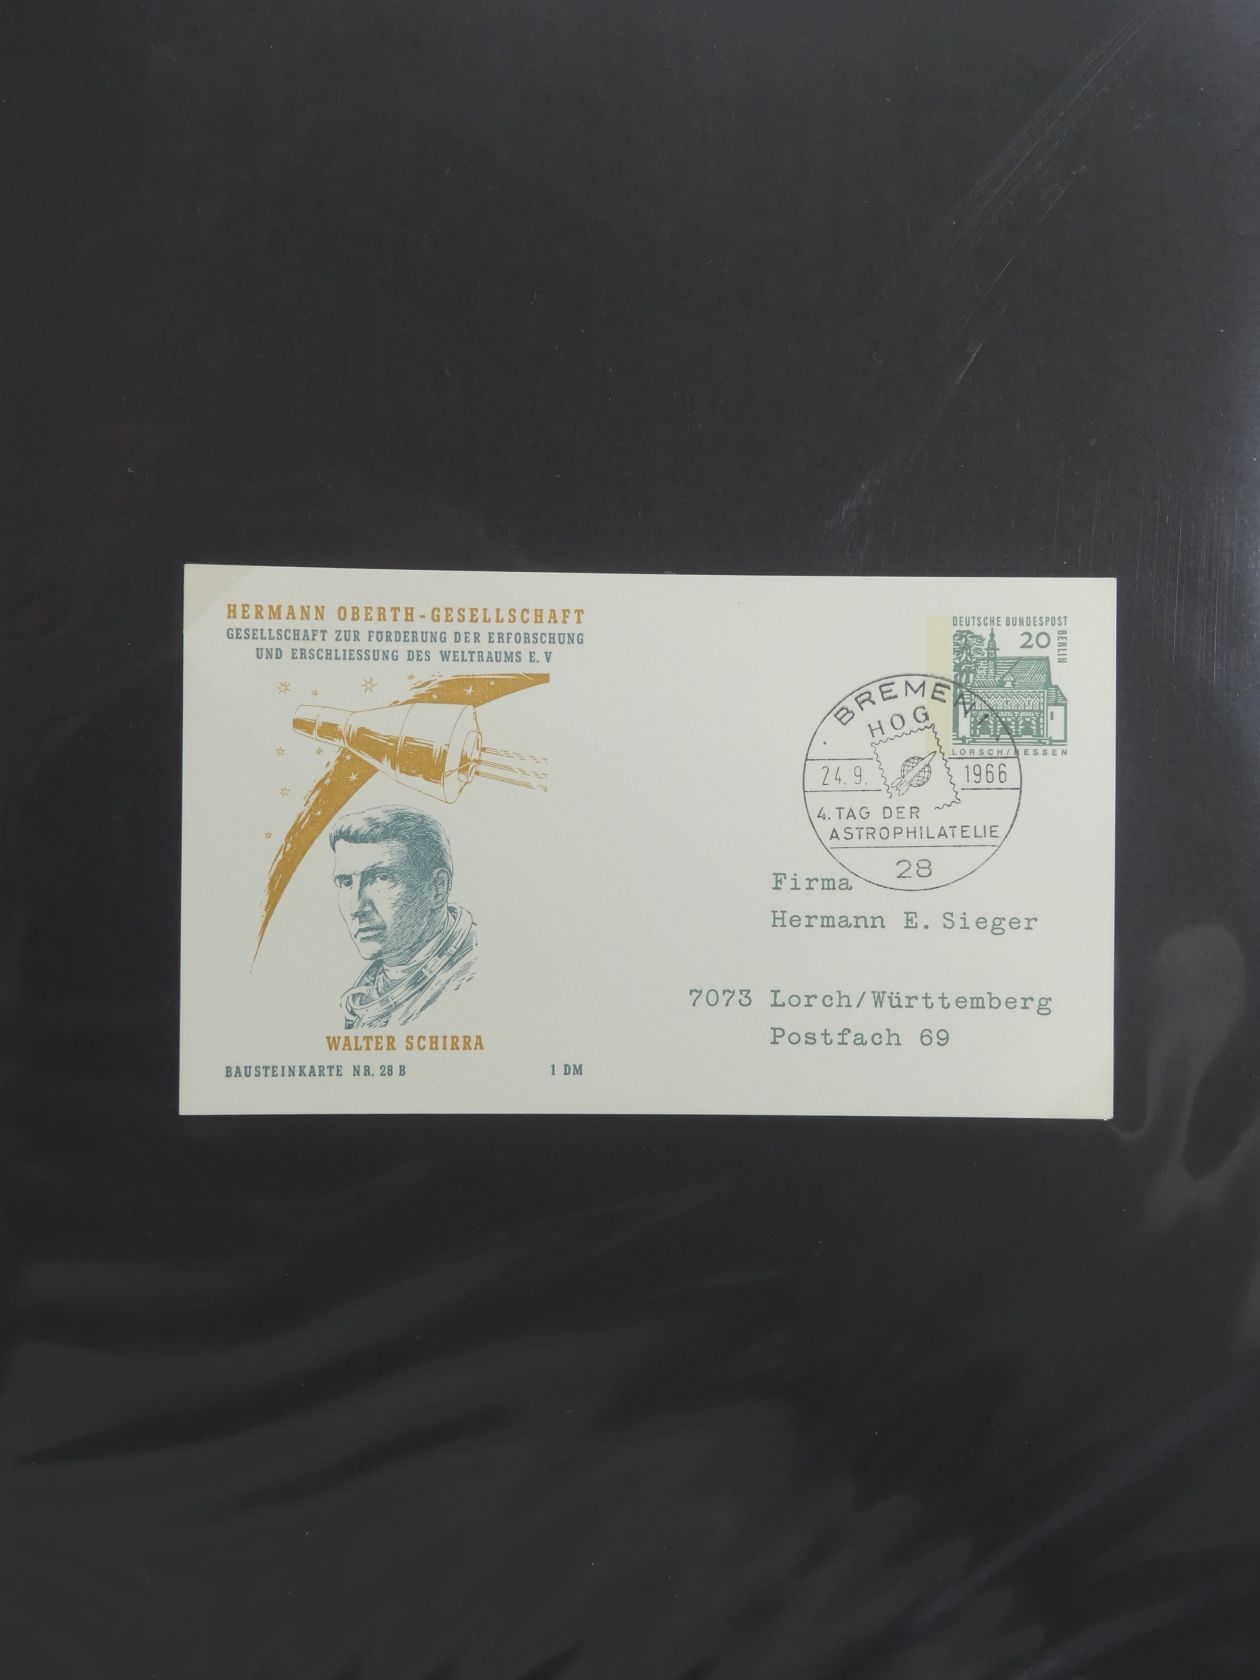 HERMANN OBERTH-GESELLSCHAFT
GESELLSCHAFT ZUR FÖRDERUNG DER ERFORSCHUNG
UND ERSCHLIESSUNG DES WELTRAUMS E.V
WALTER SCHIRRA
BAUSTEINKARTE NR. 28 B 1 DM
DEUTSCHE BUNDESPOST
20
BERLIN
LORSCH/HESSEN
BREMEN
HOG
24.9. 1966
4. TAG DER
ASTROPHILATELIE
28
Firma
Hermann E. Sieger
7073 Lorch/Württemberg
Postfach 69